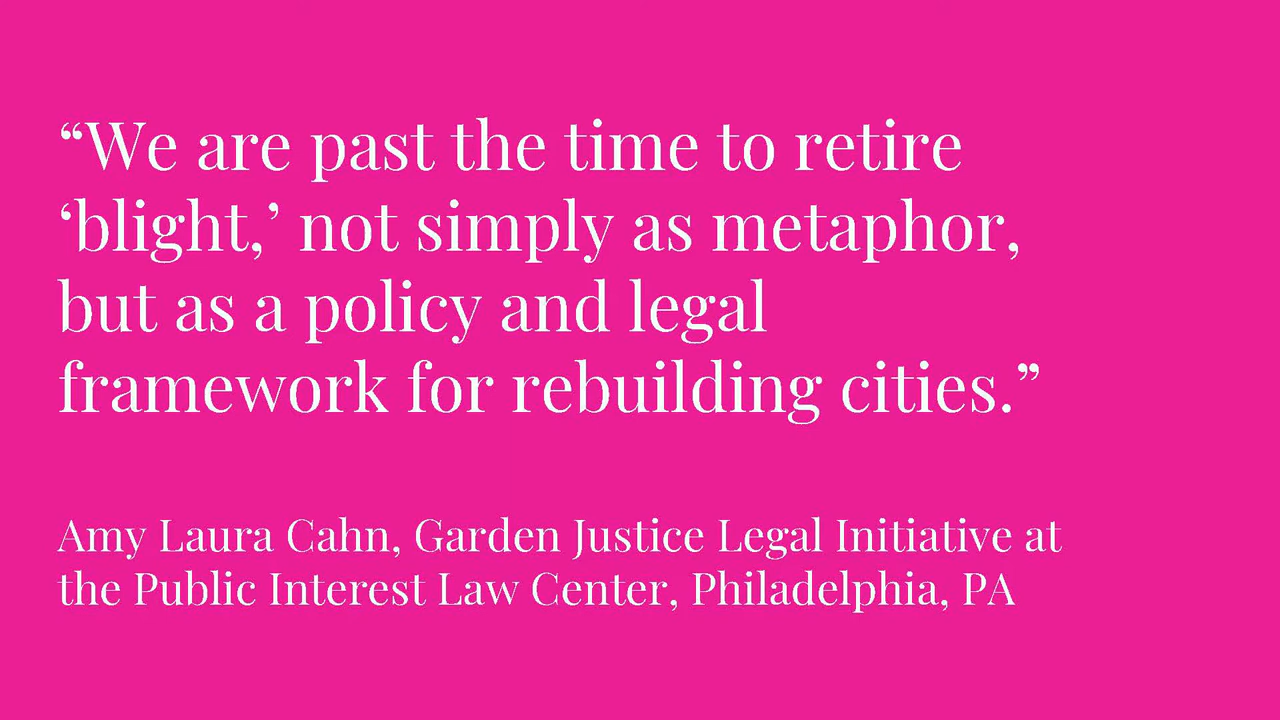 “We are past the time to retire
‘blight,’ not simply as metaphor,
but as a policy and legal
framework for rebuilding cities.”
Amy Laura Cahn, Garden Justice Legal Initiative at
the Public Interest Law Center, Philadelphia, PA